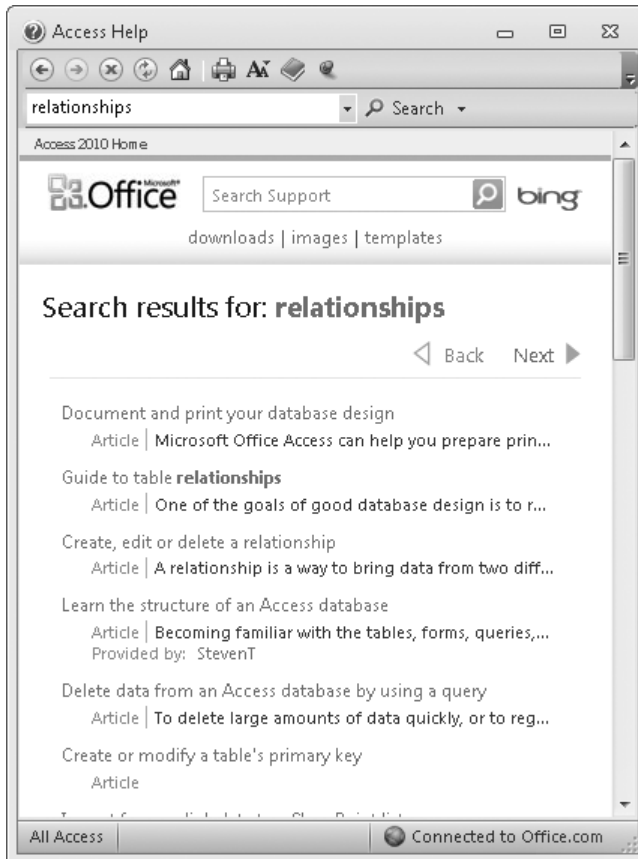 Access Help
relationships
Search
Access 2010 Home
Microsoft®
Office
Search Support
bing
downloads | images | templates
Search results for: relationships
Back Next
Document and print your database design
Article | Microsoft Office Access can help you prepare prin...
Guide to table relationships
Article | One of the goals of good database design is to r...
Create, edit or delete a relationship
Article | A relationship is a way to bring data from two diff...
Learn the structure of an Access database
Article | Becoming familiar with the tables, forms, queries,...
Provided by: StevenT
Delete data from an Access database by using a query
Article | To delete large amounts of data quickly, or to reg...
Create or modify a table's primary key
Article
All Access Connected to Office.com